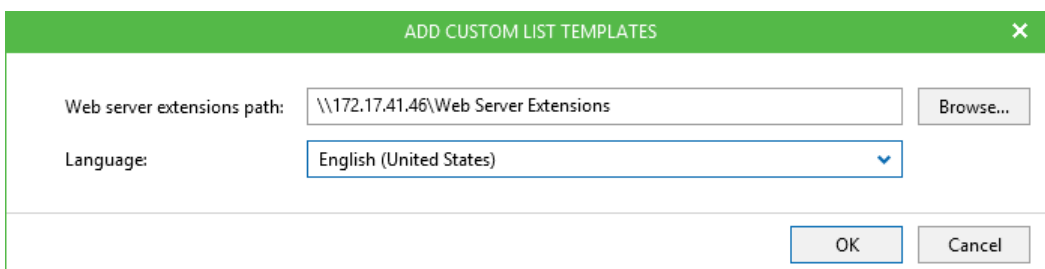 ADD CUSTOM LIST TEMPLATES
Web server extensions path: \\172.17.41.46\Web Server Extensions Browse...
Language: English (United States)
OK Cancel